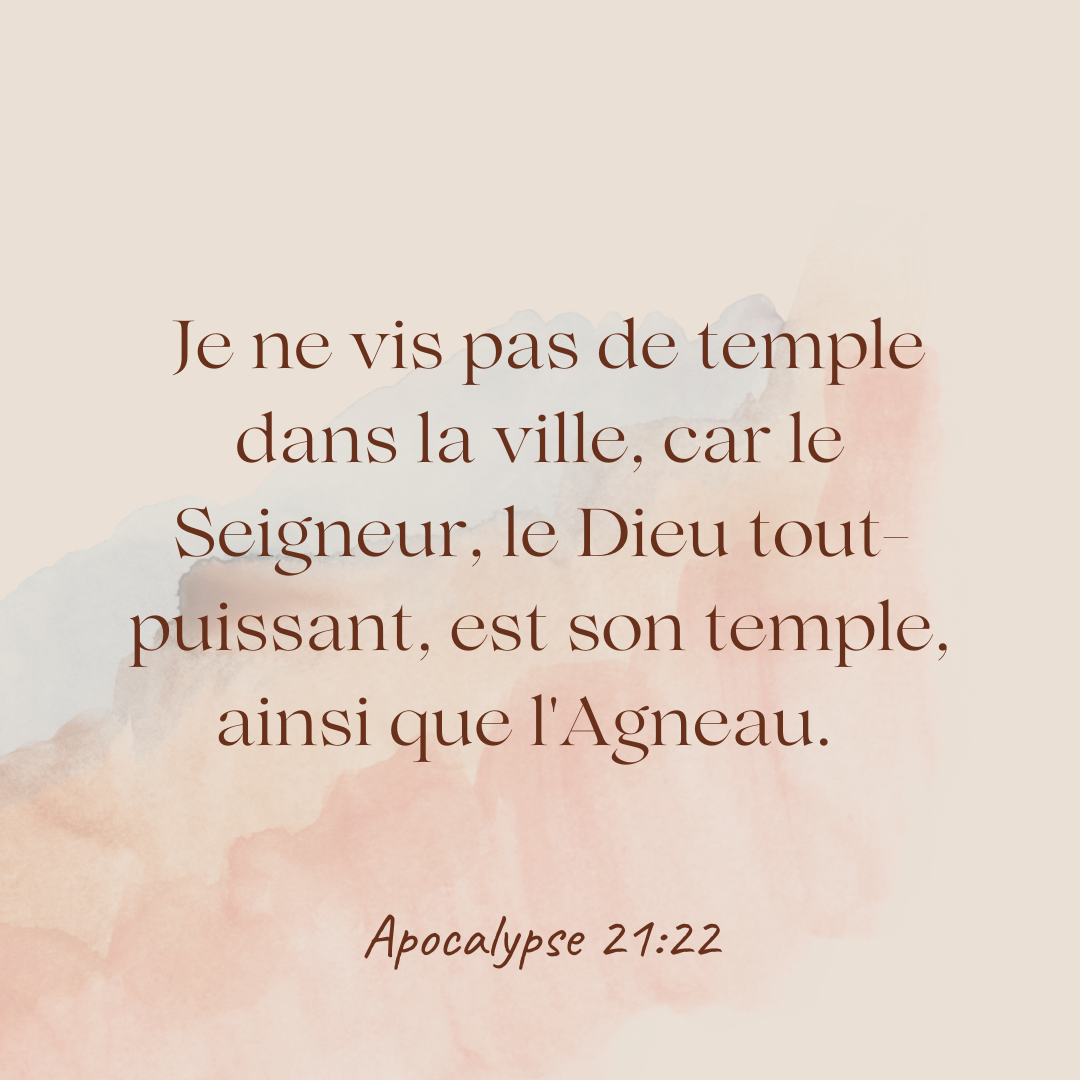 Je ne vis pas de temple
dans la ville, car le
Seigneur, le Dieu tout-
puissant, est son temple,
ainsi que l'Agneau.
Apocalypse 21:22